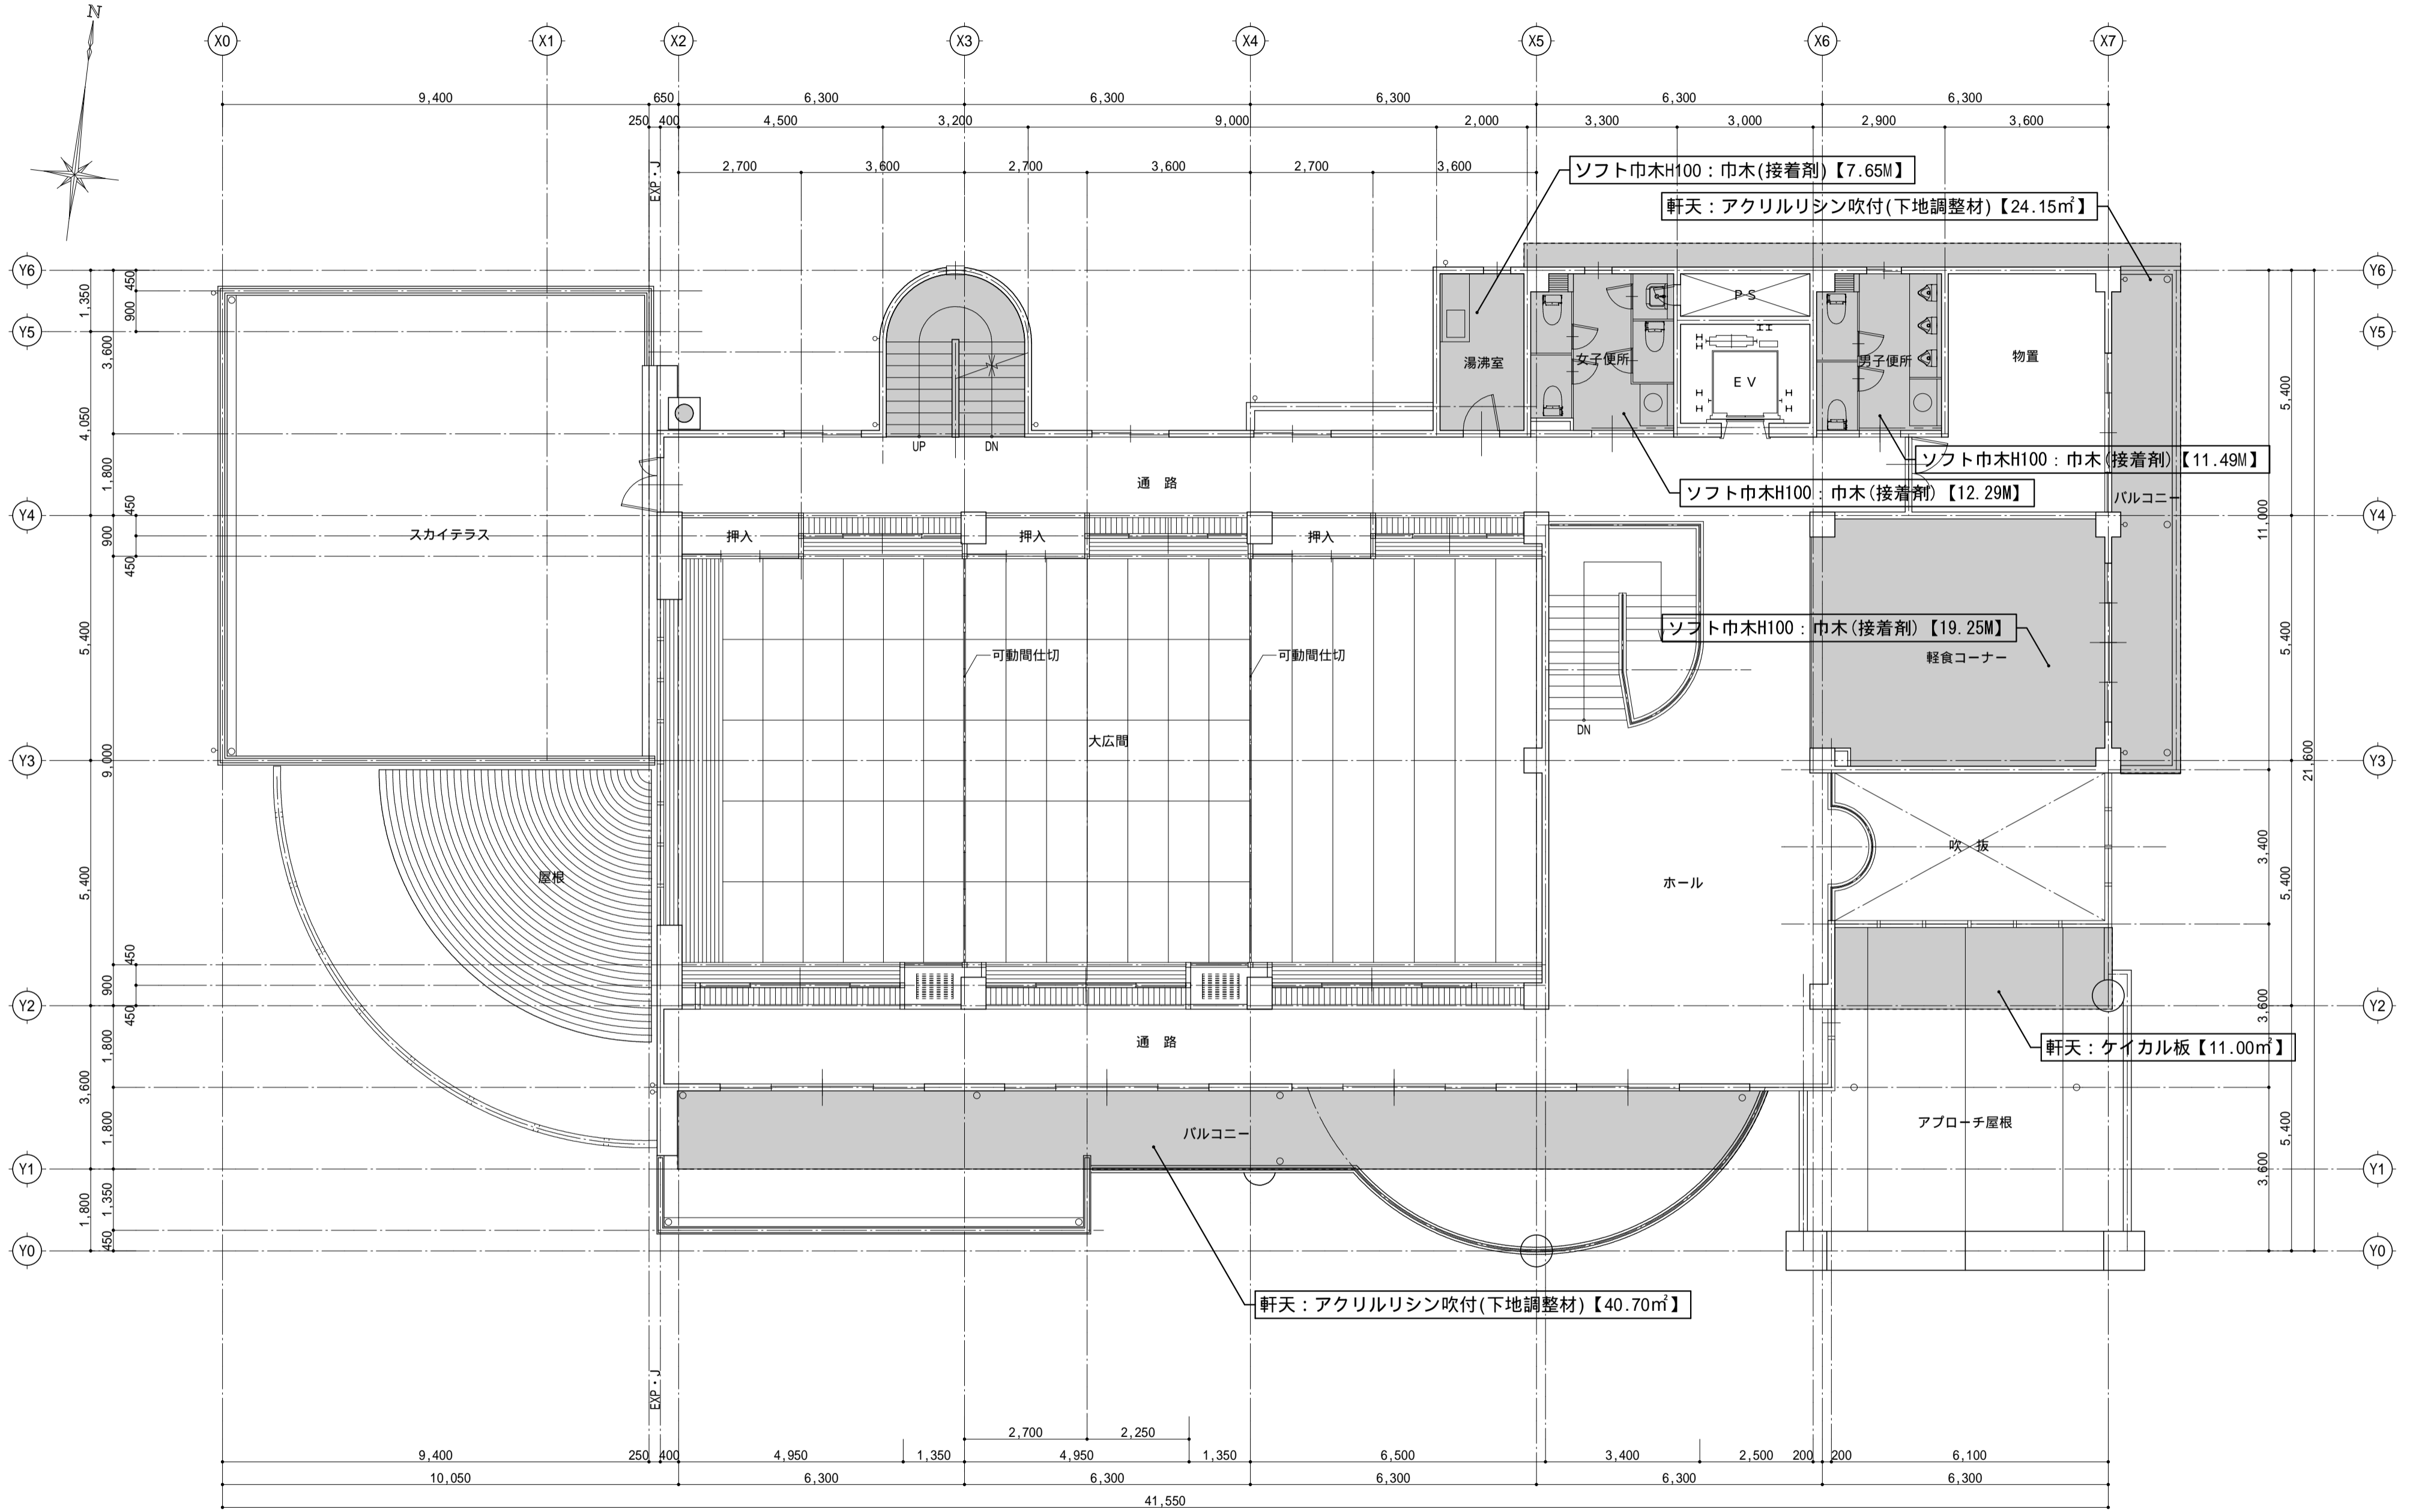 N
X0
X1
X2
X3
X4
X5
X6
X7
9,400
650
6,300
6,300
6,300
6,300
6,300
250
400
4,500
3,200
9,000
2,000
3,300
3,000
2,900
3,600
EXP・J
2,700
3,600
2,700
3,600
2,700
3,600
ソフト巾木H100：巾木(接着剤)【7.65M】
軒天：アクリルリシン吹付(下地調整材)【24.15㎡】
Y6
1,350
450
900
Y5
3,600
4,050
1,800
450
Y4
900
450
5,400
Y3
9,000
5,400
450
900
Y2
450
1,800
3,600
1,800
Y1
1,800
1,350
450
Y0
スカイテラス
屋根
UP
DN
通 路
押入
押入
押入
可動間仕切
可動間仕切
大広間
通 路
バルコニー
湯沸室
女子便所
PS
EV
H
H
H
H
H
H
男子便所
物置
ソフト巾木H100：巾木(接着剤)【11.49M】
ソフト巾木H100：巾木(接着剤)【12.29M】
バルコニー
ソフト巾木H100：巾木(接着剤)【19.25M】
軽食コーナー
DN
ホール
吹 抜
軒天：ケイカル板【11.00㎡】
アプローチ屋根
軒天：アクリルリシン吹付(下地調整材)【40.70㎡】
Y6
Y5
5,400
11,000
Y4
5,400
Y3
21,600
3,400
5,400
3,600
Y2
5,400
3,600
Y1
Y0
EXP・J
2,700
2,250
9,400
250
400
4,950
1,350
4,950
1,350
6,500
3,400
2,500
200
200
6,100
10,050
6,300
6,300
6,300
6,300
6,300
41,550